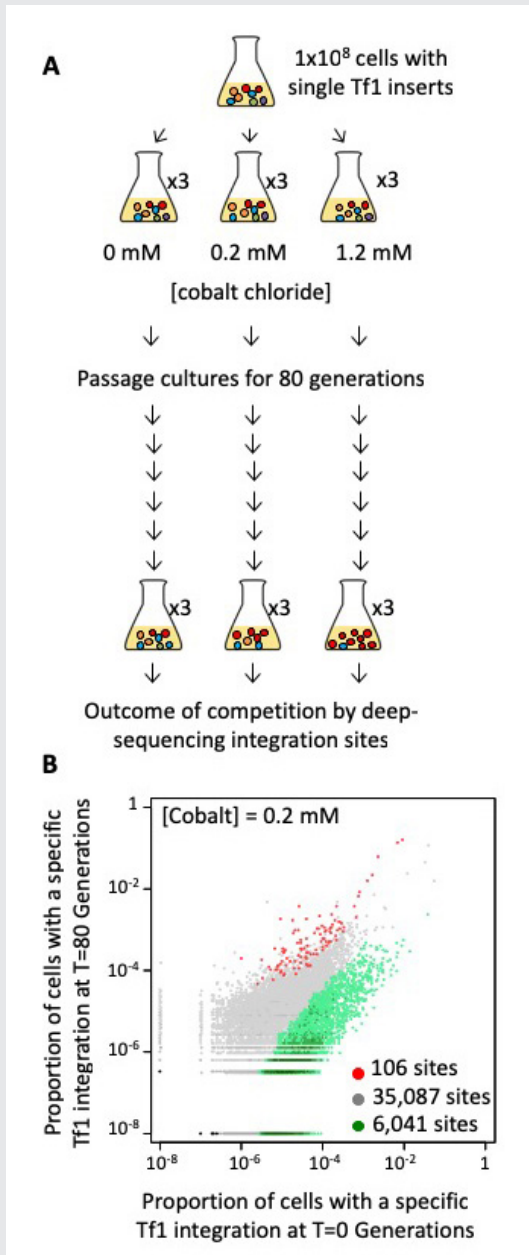 A
1x10⁸ cells with
single Tf1 inserts
x3
x3
x3
0 mM
0.2 mM
1.2 mM
[cobalt chloride]
Passage cultures for 80 generations
x3
x3
x3
Outcome of competition by deep-
sequencing integration sites
B
[Cobalt] = 0.2 mM
Proportion of cells with a specific
Tf1 integration at T=80 Generations
1
10⁻²
10⁻⁴
10⁻⁶
10⁻⁸
106 sites
35,087 sites
6,041 sites
10⁻⁸
10⁻⁶
10⁻⁴
10⁻²
1
Proportion of cells with a specific
Tf1 integration at T=0 Generations